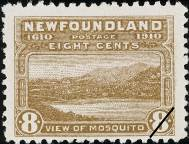 NEWFOUNDLAND
1610 POSTAGE 1910
EIGHT CENTS
8 VIEW OF MOSQUITO 8